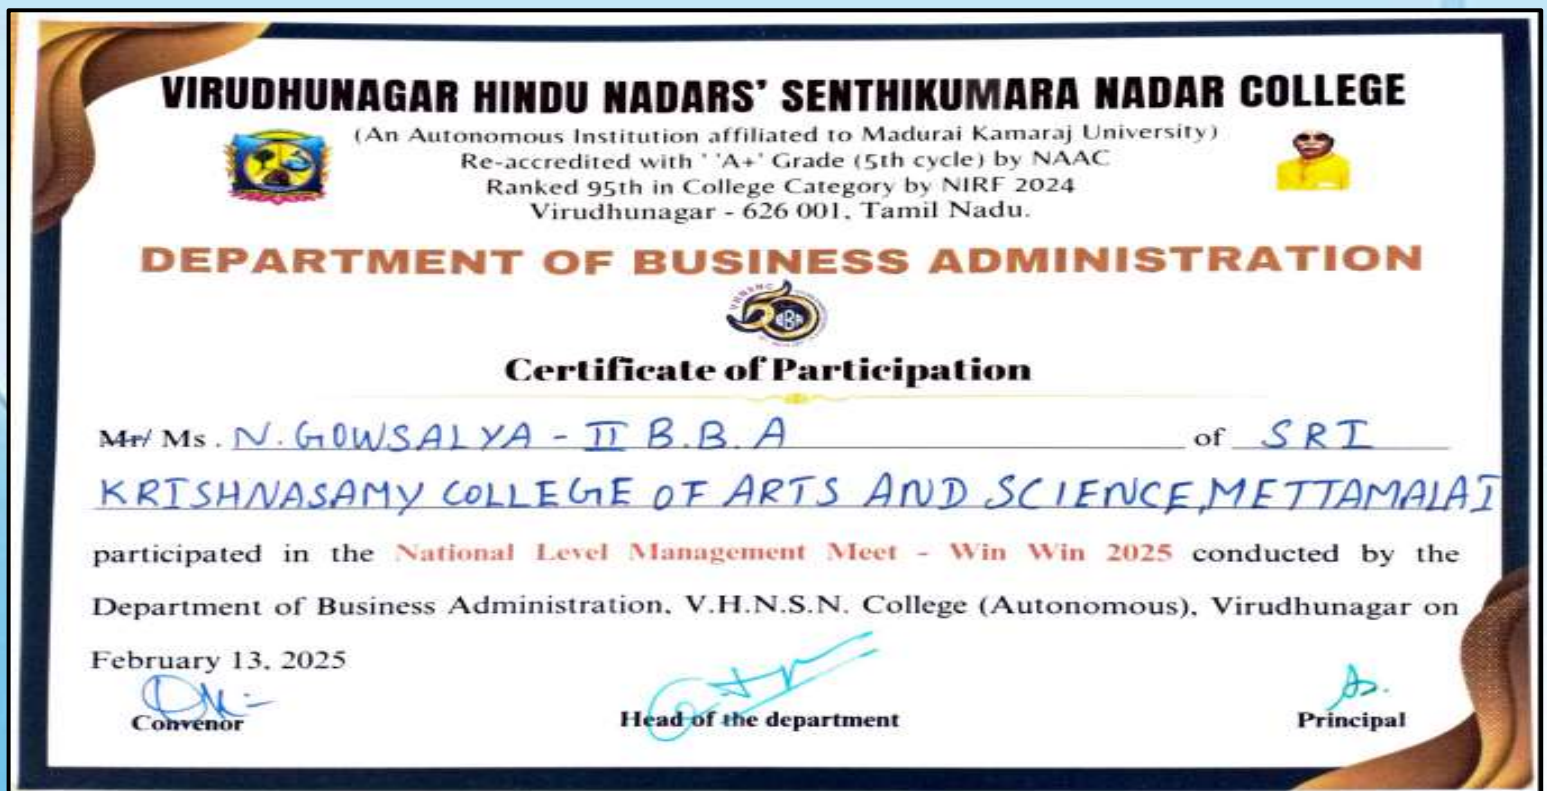 VIRUDHUNAGAR HINDU NADARS' SENTHIKUMARA NADAR COLLEGE
(An Autonomous Institution affiliated to Madurai Kamaraj University)
Re-accredited with ' 'A+' Grade (5th cycle) by NAAC
Ranked 95th in College Category by NIRF 2024
Virudhunagar - 626 001, Tamil Nadu.
DEPARTMENT OF BUSINESS ADMINISTRATION
VHNSNC
50
BBA
Certificate of Participation
Mr/ Ms . N. GOWSALYA - II B.B.A of SRI
KRISHNASAMY COLLEGE OF ARTS AND SCIENCE, METTAMALAI
participated in the National Level Management Meet - Win Win 2025 conducted by the
Department of Business Administration, V.H.N.S.N. College (Autonomous), Virudhunagar on
February 13, 2025
Convenor Head of the department Principal